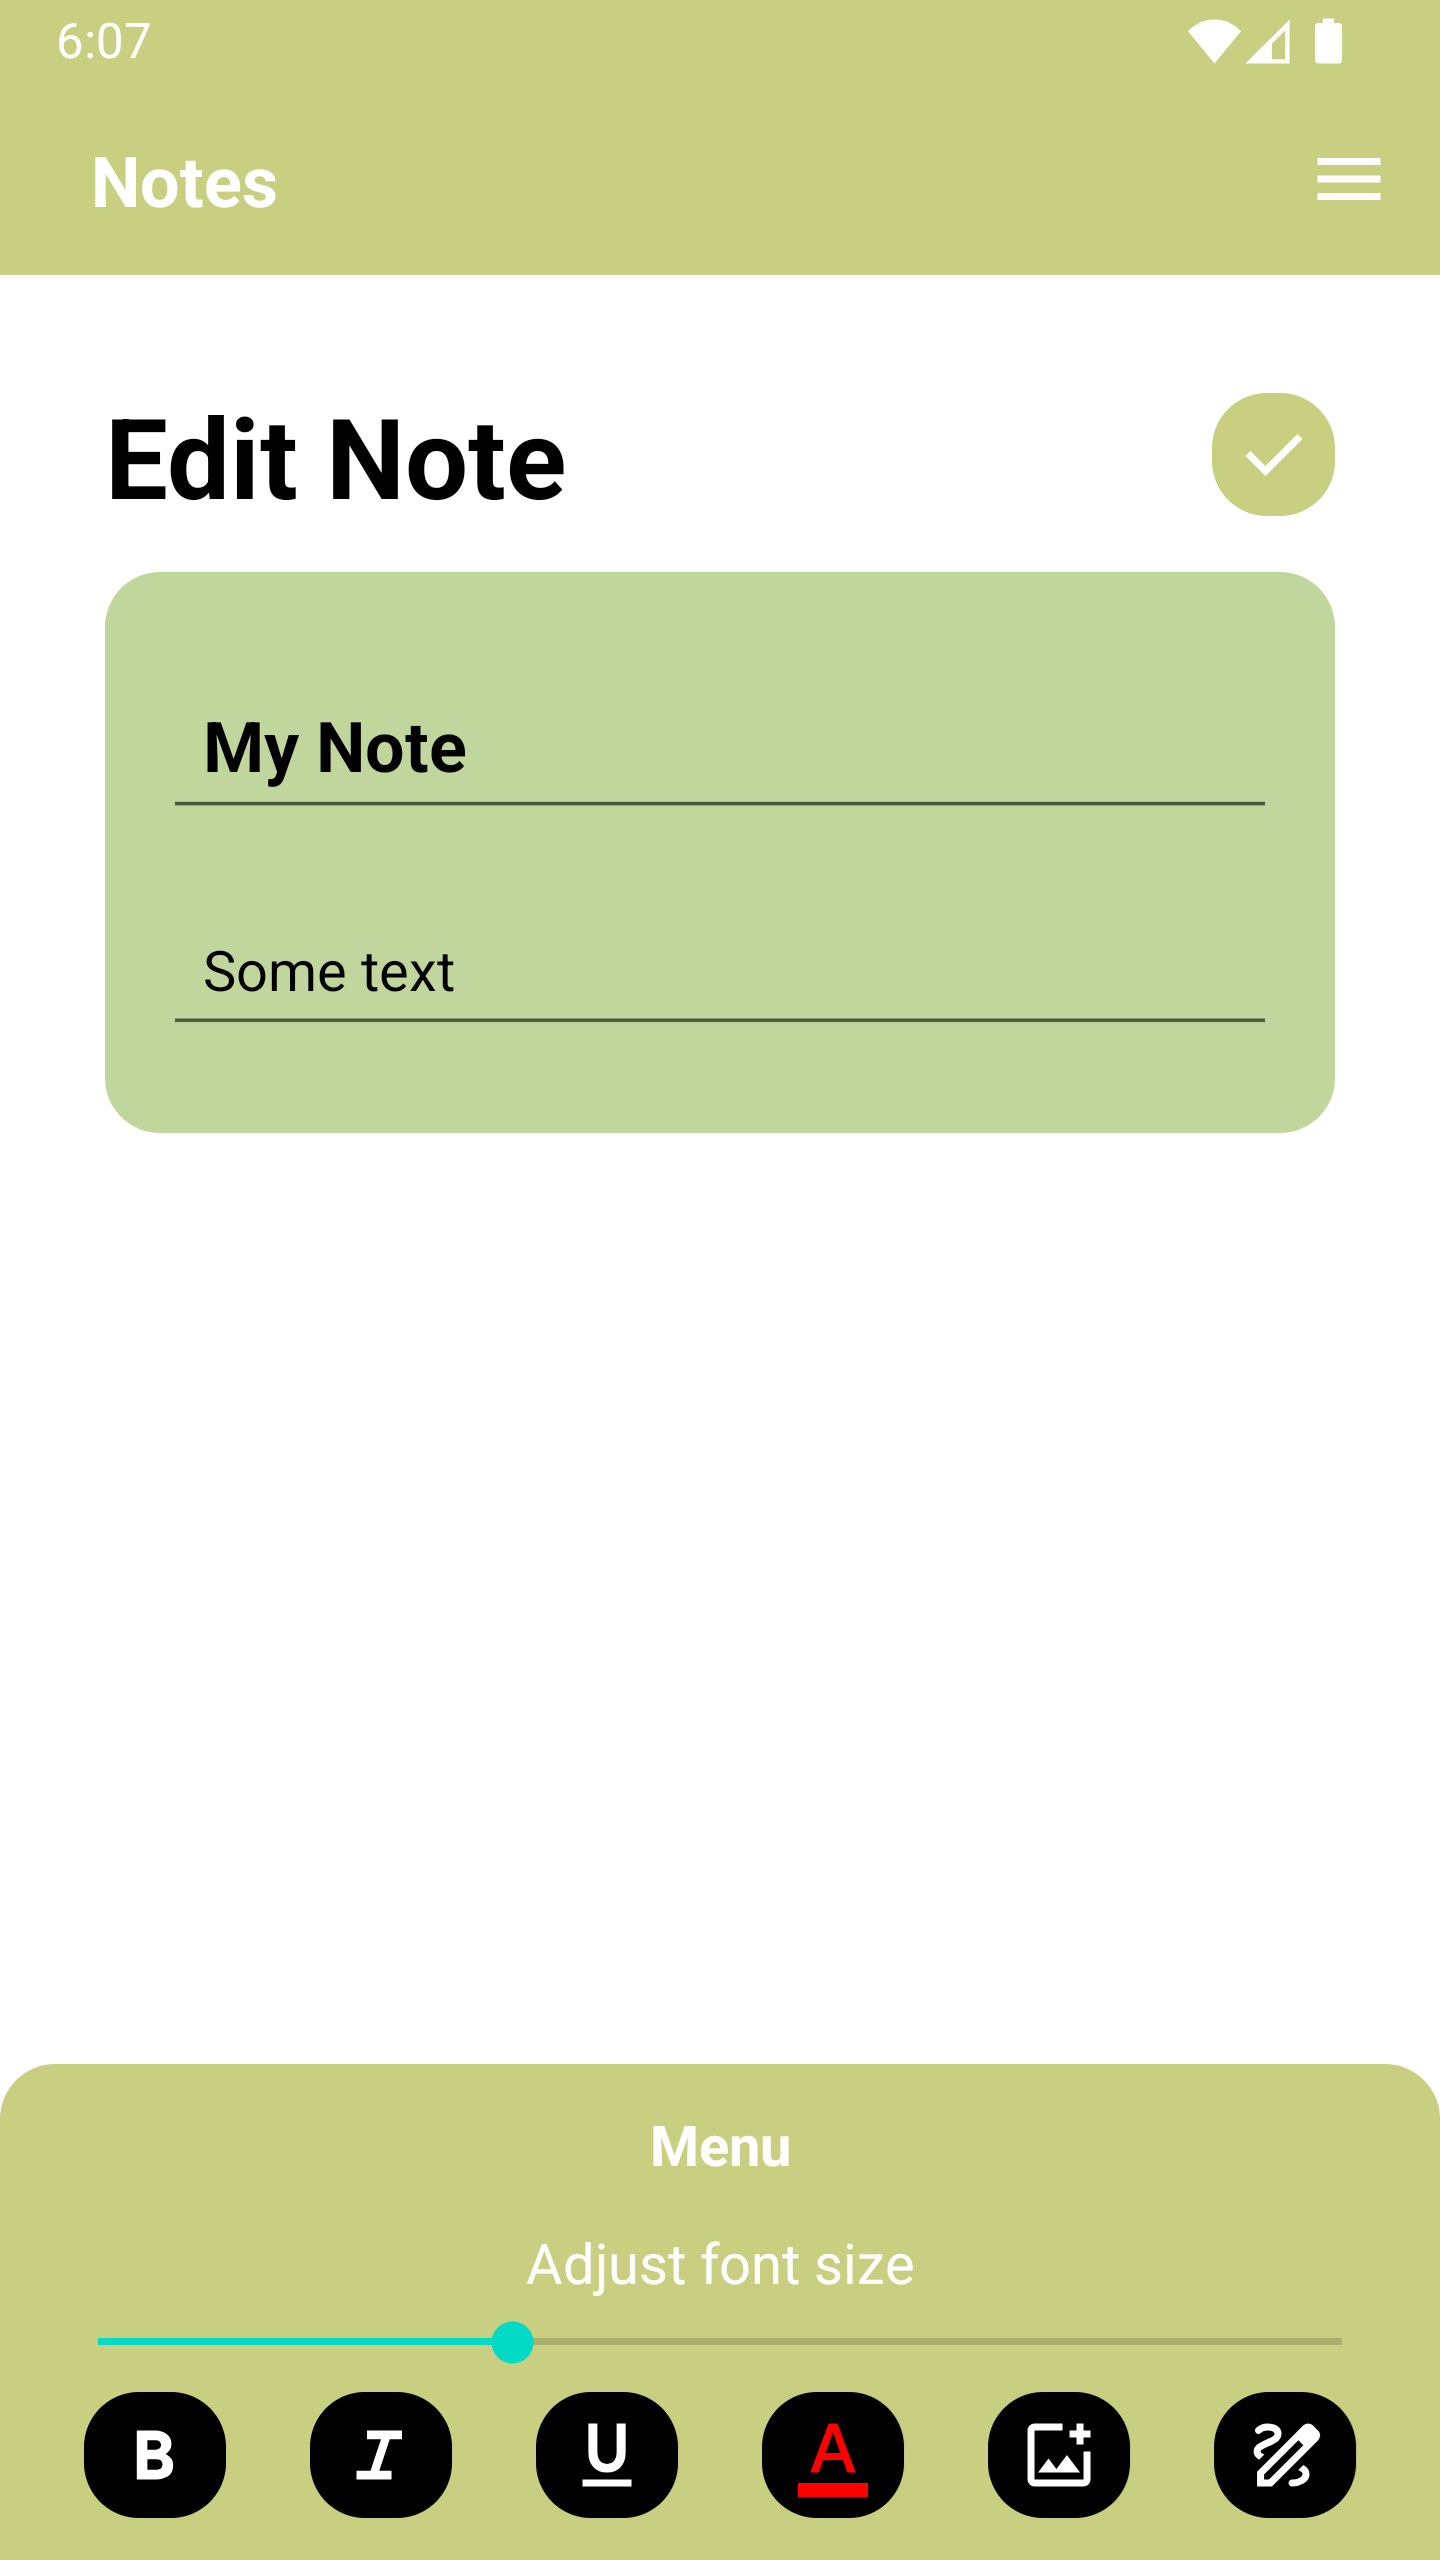 6:07
Notes
Edit Note
My Note
Some text
Menu
Adjust font size
B I U A